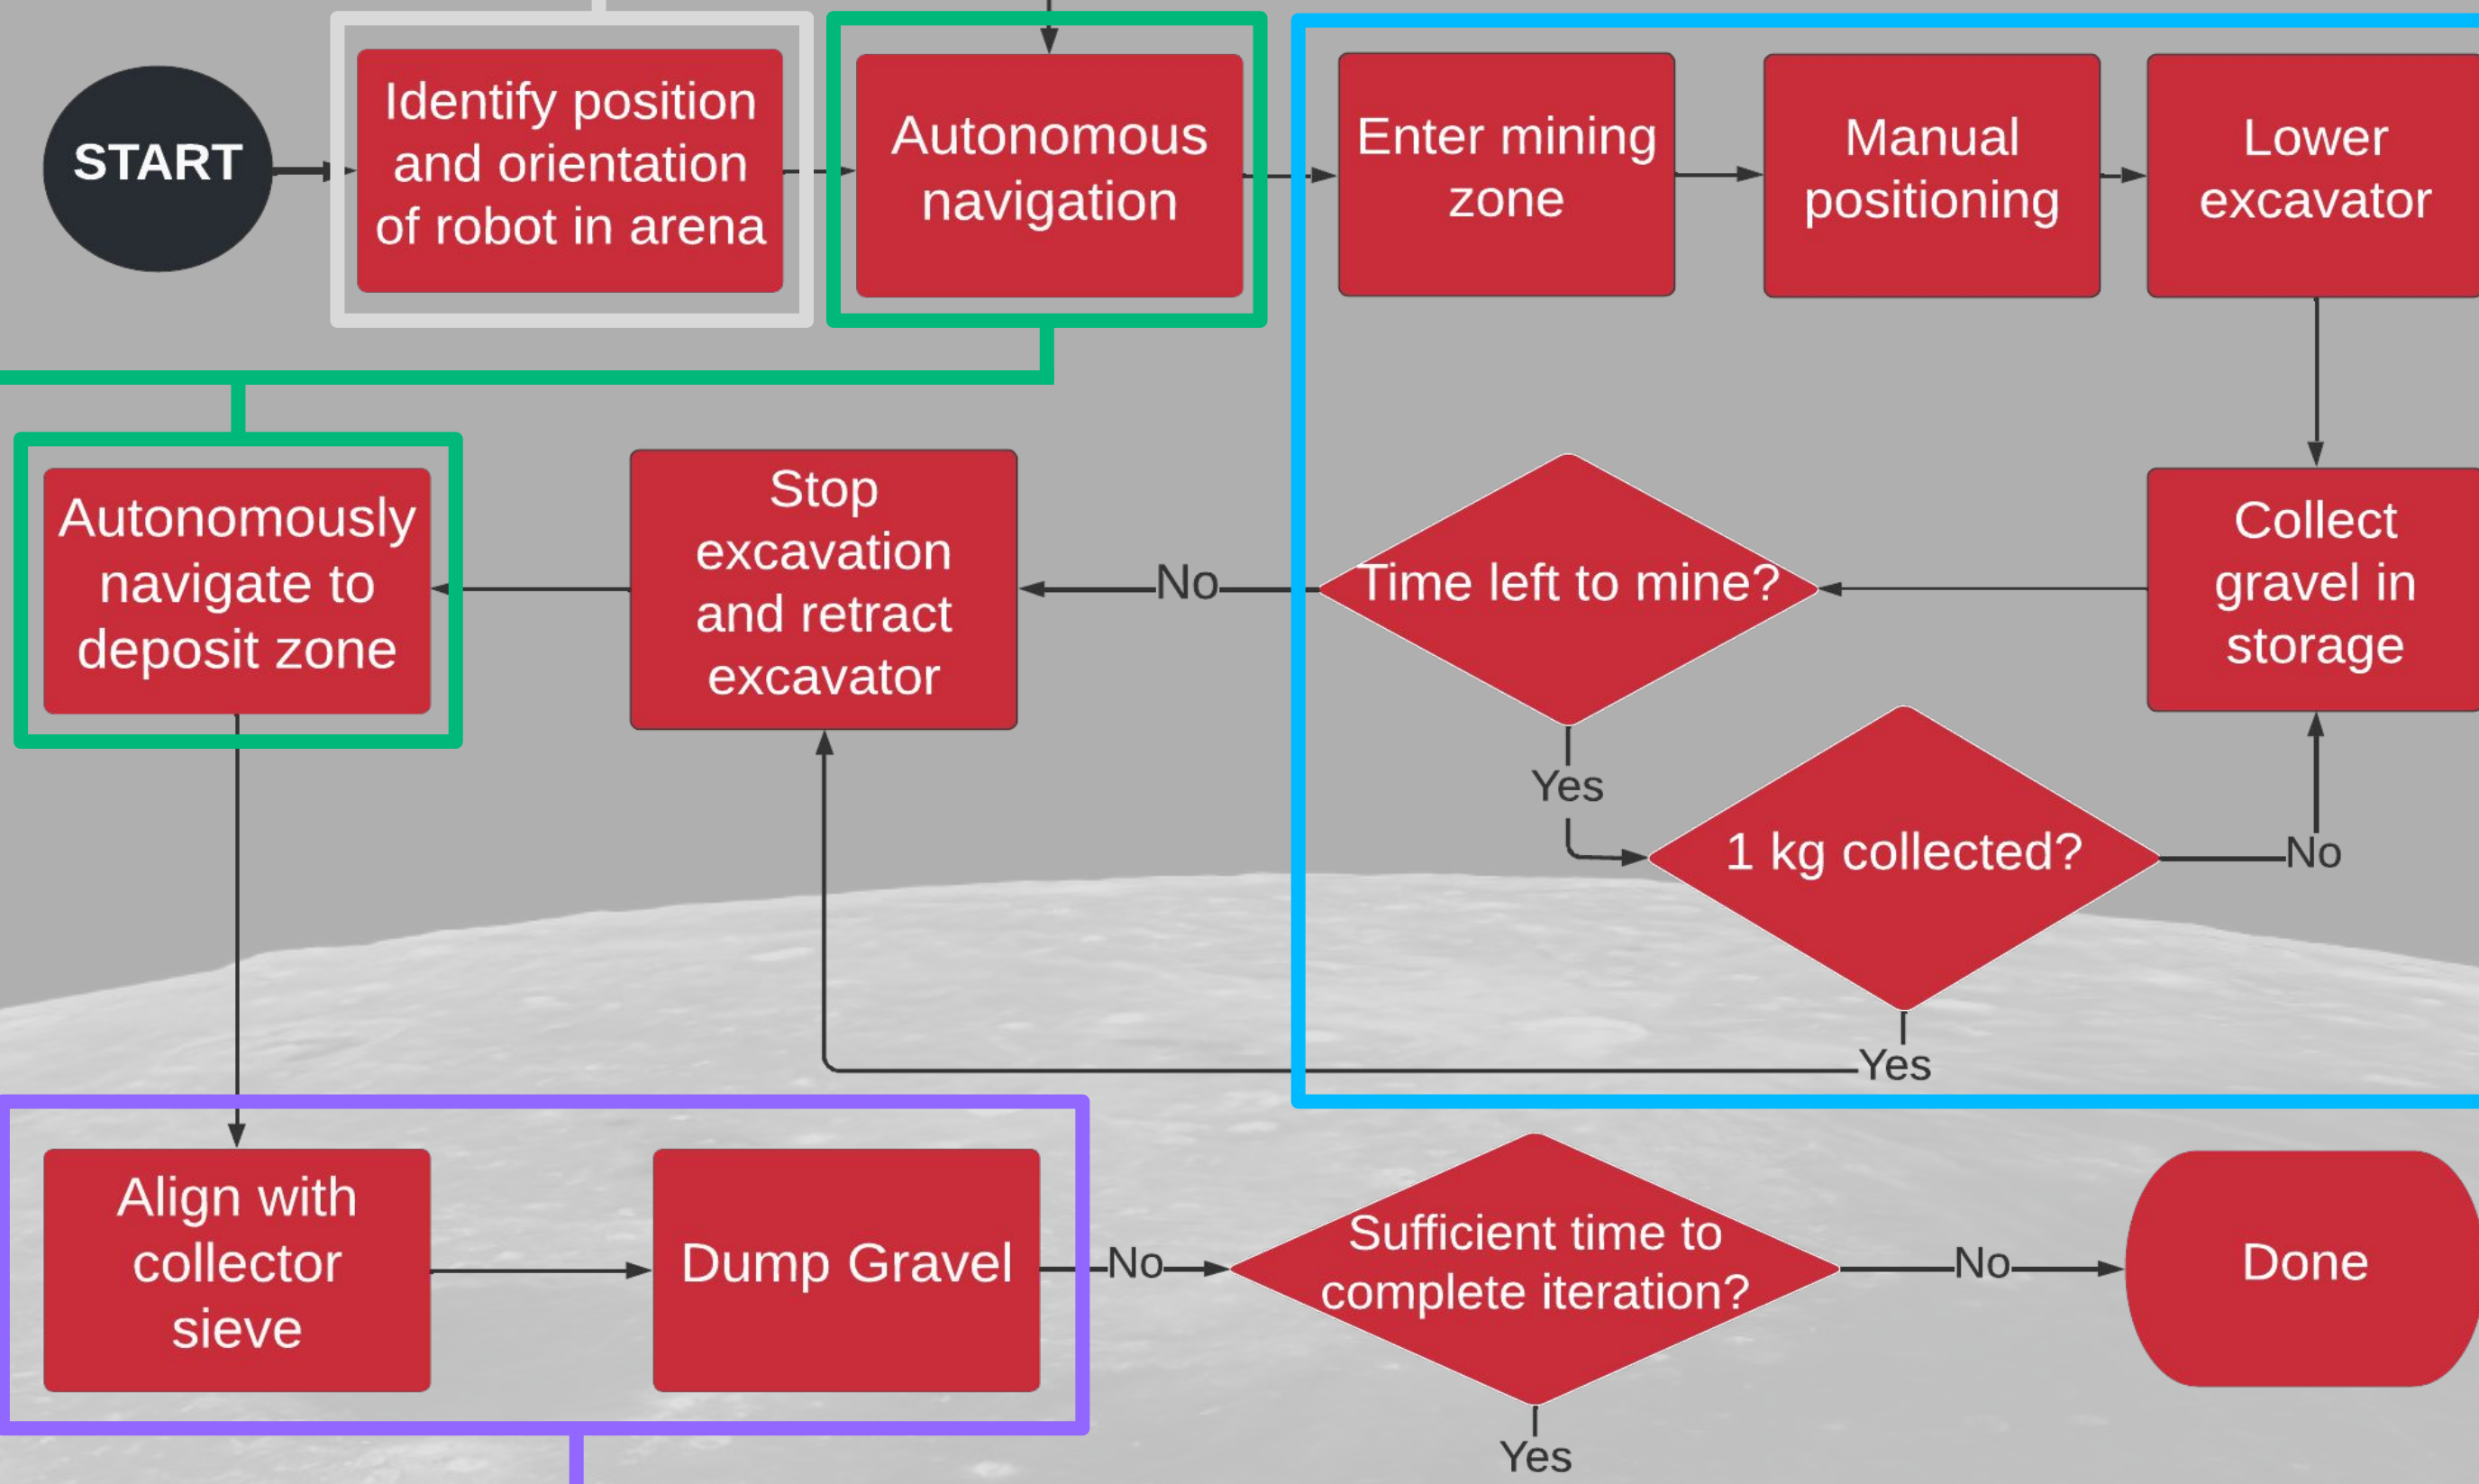 START
Identify position
and orientation
of robot in arena
Autonomous
navigation
Enter mining
zone
Manual
positioning
Lower
excavator
Autonomously
navigate to
deposit zone
Stop
excavation
and retract
excavator
No
Time left to mine?
Collect
gravel in
storage
Yes
1 kg collected?
No
Yes
Align with
collector
sieve
Dump Gravel
No
Sufficient time to
complete iteration?
No
Done
Yes